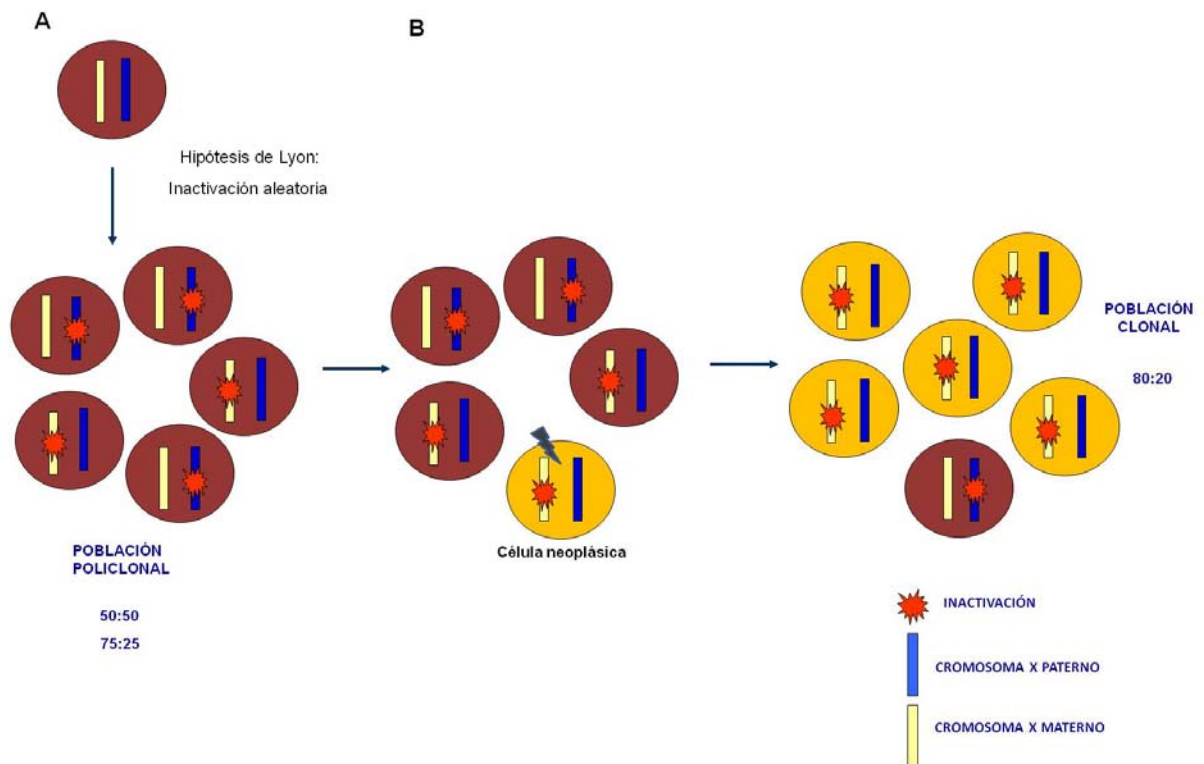 A
B
Hipótesis de Lyon:
Inactivación aleatoria
POBLACIÓN
POLICLONAL
50:50
75:25
Célula neoplásica
POBLACIÓN
CLONAL
80:20
INACTIVACIÓN
CROMOSOMA X PATERNO
CROMOSOMA X MATERNO